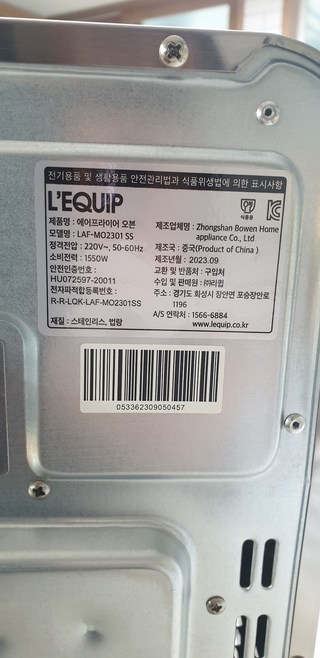 전기용품 및 생활용품 안전관리법과 식품위생법에 의한 표시사항
L'EQUIP
제품명 : 에어프라이어 오븐
모델명 : LAF-MO2301 SS
정격전압 : 220V~, 50-60Hz
소비전력 : 1550W
안전인증번호 :
HU072597-20011
전자파적합등록번호 :
R-R-LQK-LAF-MO2301SS
재질 : 스테인리스, 법랑
식품용
제조업체명 : Zhongshan Bowen Home
appliance Co., Ltd
제조국 : 중국(Product of China )
제조년월 : 2023.09
교환 및 반품처 : 구입처
수입 및 판매원 : ㈜리큅
주소 : 경기도 화성시 장안면 포승장안로
1196
A/S 연락처 : 1566-6884
www.lequip.co.kr
053362309050457